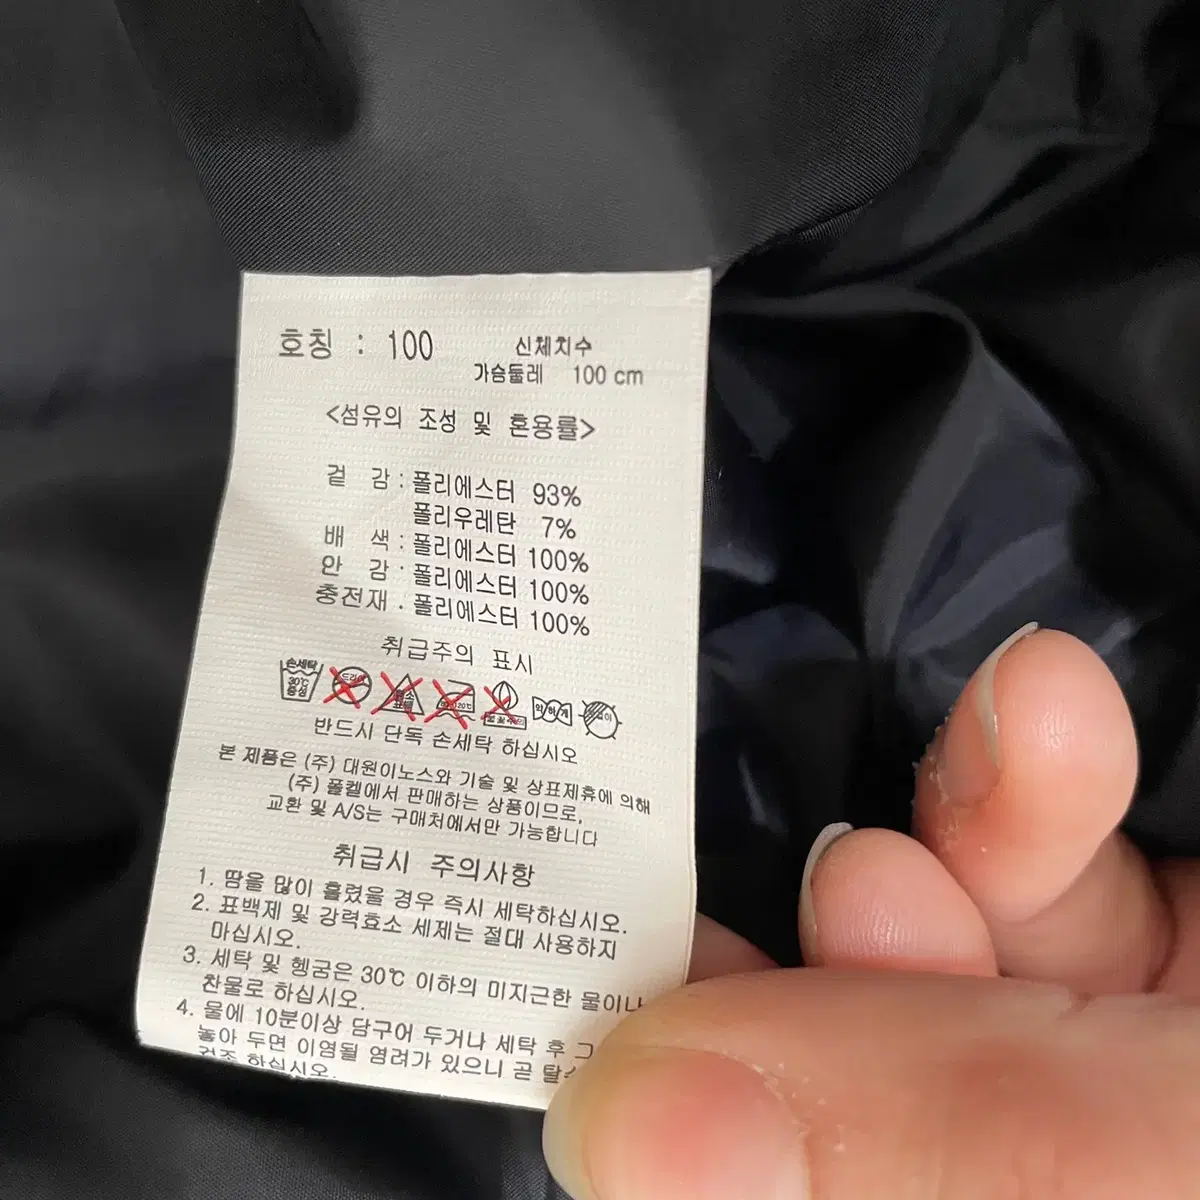 호칭 : 100
신체치수
가슴둘레 100 cm
<섬유의 조성 및 혼용률>
겉 감 : 폴리에스터 93%
폴리우레탄 7%
배 색 : 폴리에스터 100%
안 감 : 폴리에스터 100%
충전재 : 폴리에스터 100%
취급주의 표시
손세탁 30℃ 중성
약하게
반드시 단독 손세탁 하십시오
본 제품은 (주) 대원이노스와 기술 및 상표제휴에 의해
(주) 폴켈에서 판매하는 상품이므로,
교환 및 A/S는 구매처에서만 가능합니다
취급시 주의사항
1. 땀을 많이 흘렸을 경우 즉시 세탁하십시오.
2. 표백제 및 강력효소 세제는 절대 사용하지
마십시오.
3. 세탁 및 헹굼은 30℃ 이하의 미지근한 물이나
찬물로 하십시오.
4. 물에 10분이상 담구어 두거나 세탁 후 그
놓아 두면 이염될 염려가 있으니 곧 탈수
건조 하십시오.